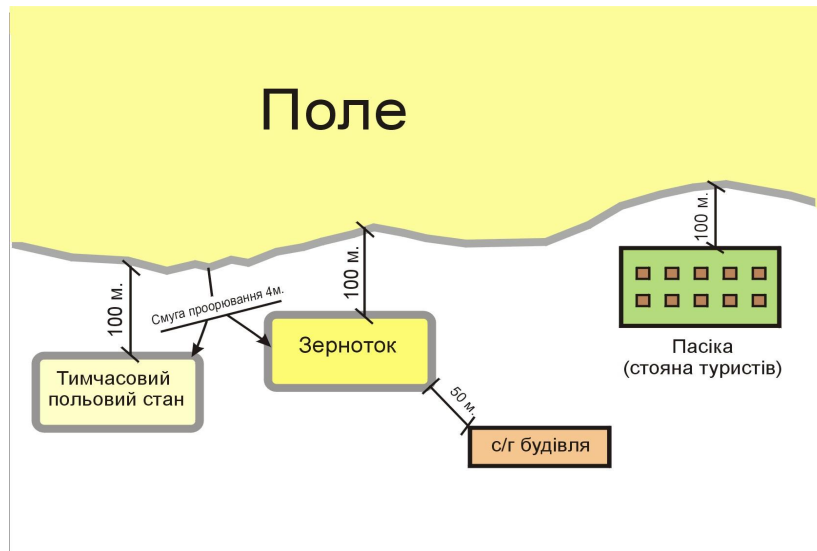 Поле
100 м.
100 м.
100 м.
Смуга проорювання 4м.
Зерноток
Пасіка
(стояна туристів)
Тимчасовий
польовий стан
50 м.
с/г будівля